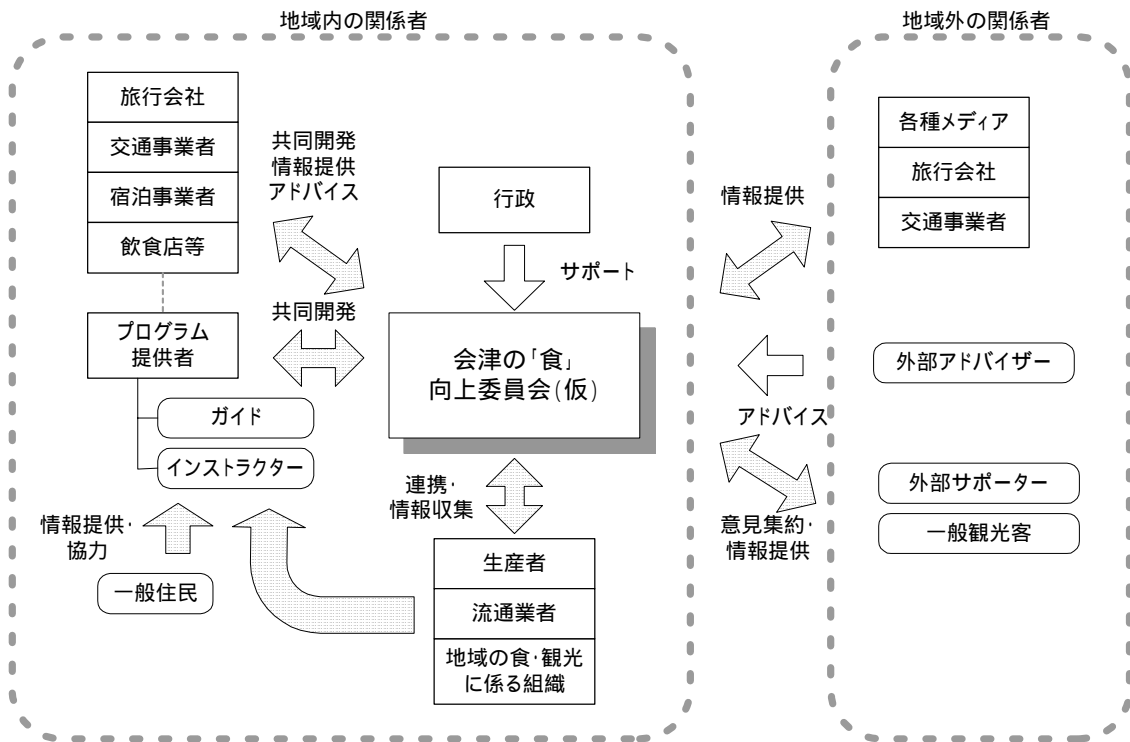 地域内の関係者
地域外の関係者
旅行会社
交通事業者
宿泊事業者
飲食店等
共同開発
情報提供
アドバイス
行政
サポート
プログラム
提供者
共同開発
ガイド
インストラクター
会津の「食」
向上委員会(仮)
情報提供・
協力
一般住民
連携・
情報収集
生産者
流通業者
地域の食・観光
に係る組織
情報提供
各種メディア
旅行会社
交通事業者
アドバイス
外部アドバイザー
意見集約・
情報提供
外部サポーター
一般観光客